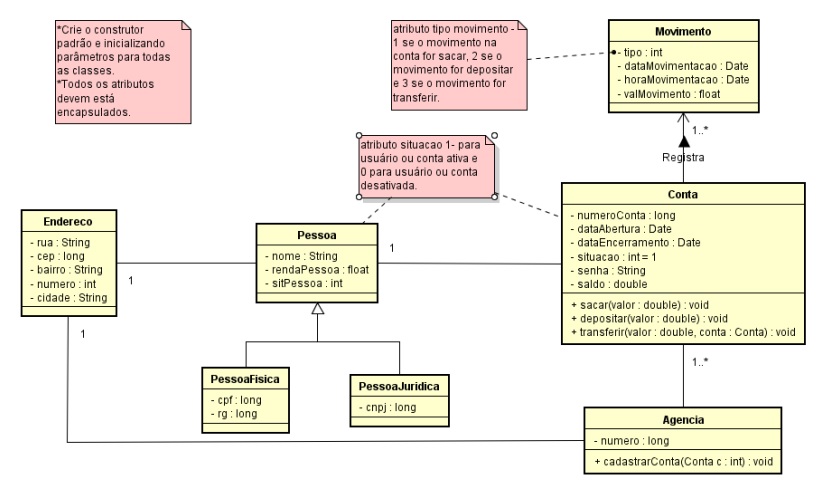 *Crie o construtor
padrão e inicializando
parâmetros para todas
as classes.
*Todos os atributos
devem está
encapsulados.
atributo tipo movimento -
1 se o movimento na
conta for sacar, 2 se o
movimento for depositar
e 3 se o movimento for
transferir.
Movimento
- tipo : int
- dataMovimentacao : Date
- horaMovimentacao : Date
- valMovimento : float
1..*
Registra
atributo situacao 1- para
usuário ou conta ativa e
0 para usuário ou conta
desativada.
Conta
- numeroConta : long
- dataAbertura : Date
- dataEncerramento : Date
- situacao : int = 1
- senha : String
- saldo : double
+ sacar(valor : double) : void
+ depositar(valor : double) : void
+ transferir(valor : double, conta : Conta) : void
Endereco
- rua : String
- cep : long
- bairro : String
- numero : int
- cidade : String
1
1
Pessoa
- nome : String
- rendaPessoa : float
- sitPessoa : int
1
PessoaFisica
- cpf : long
- rg : long
PessoaJuridica
- cnpj : long
1..*
Agencia
- numero : long
+ cadastrarConta(Conta c : int) : void